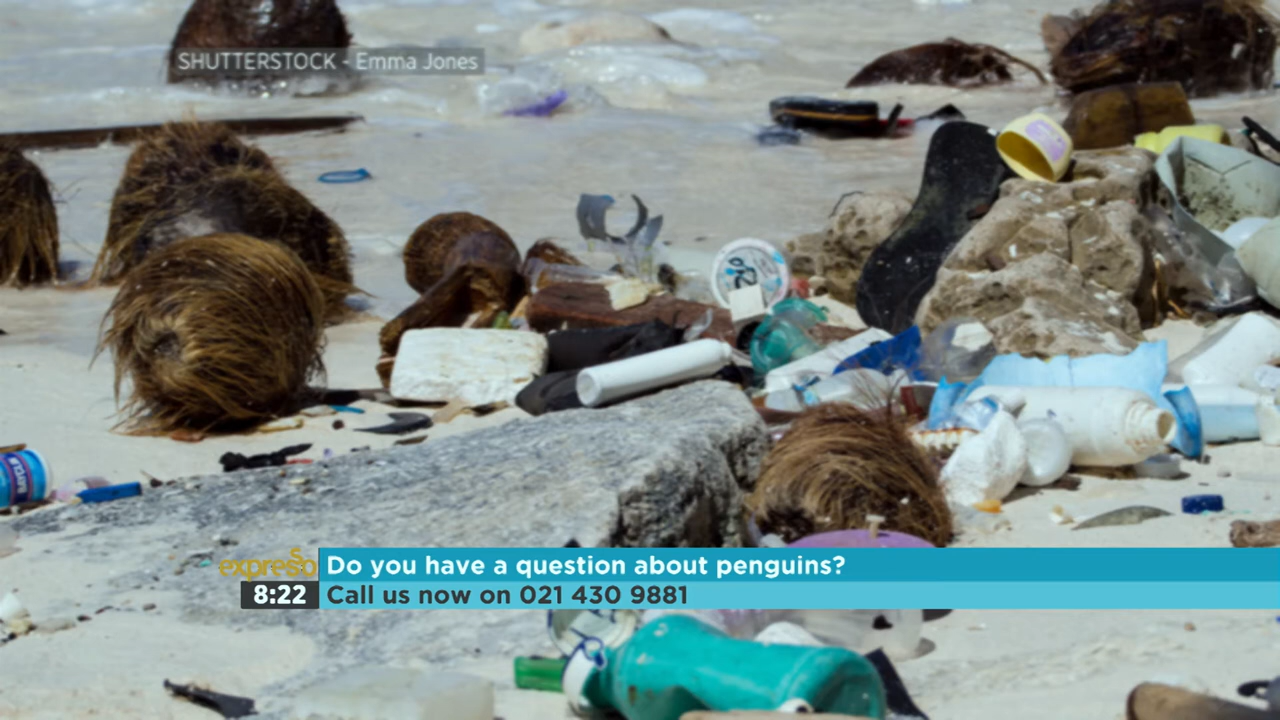 SHUTTERSTOCK - Emma Jones
expresso
Do you have a question about penguins?
8:22
Call us now on 021 430 9881